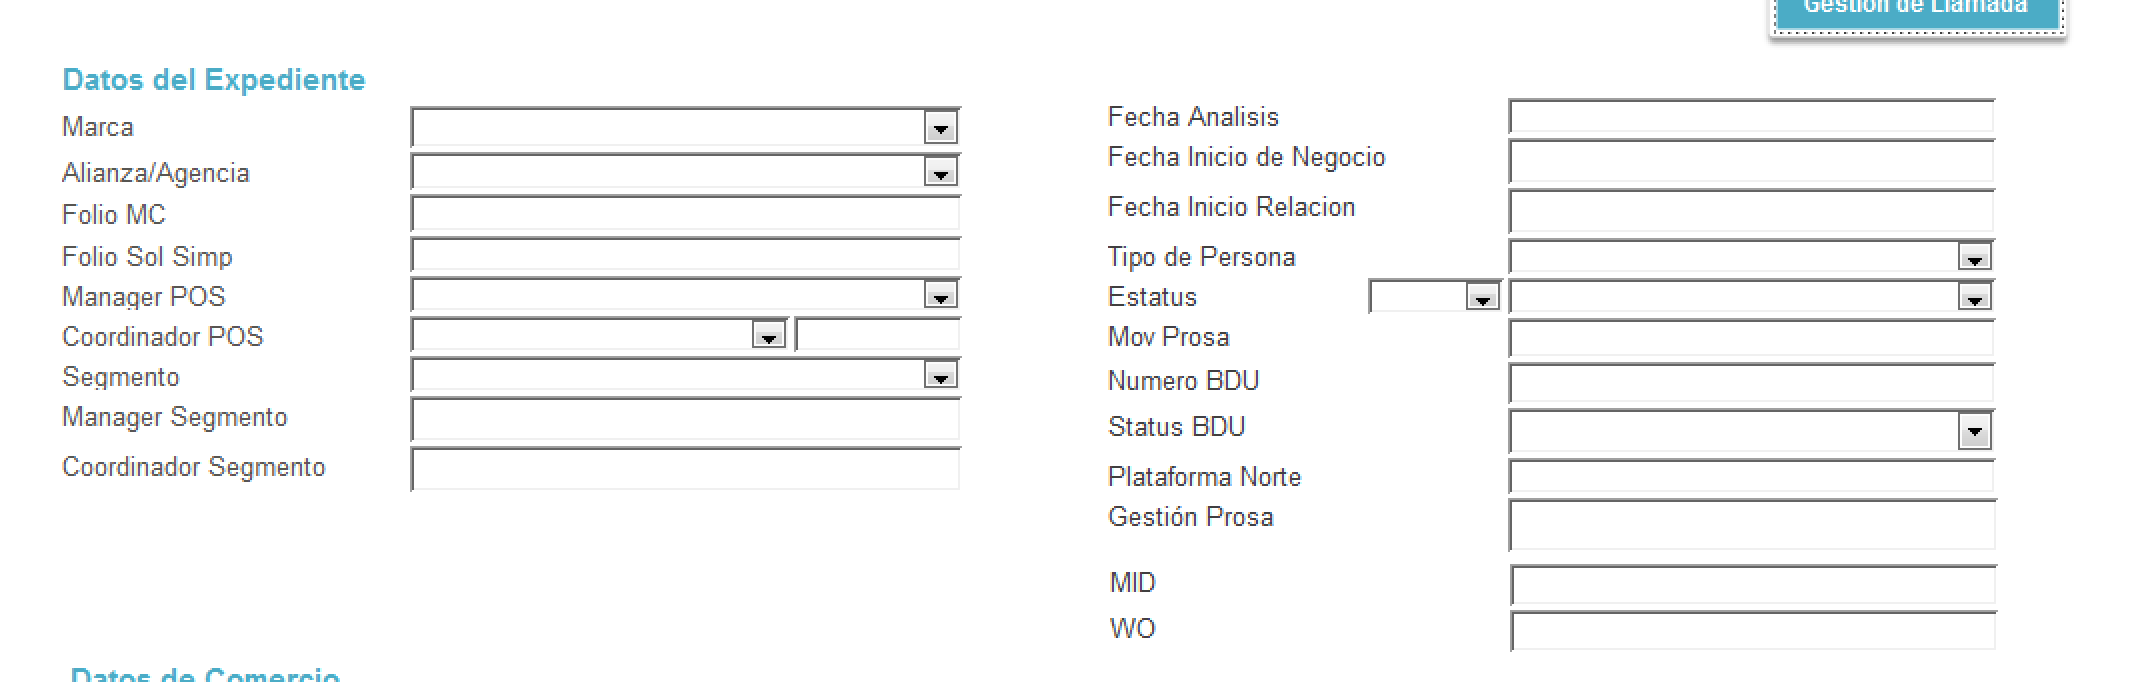 Gestión de Llamada
Datos del Expediente
Marca
Alianza/Agencia
Folio MC
Folio Sol Simp
Manager POS
Coordinador POS
Segmento
Manager Segmento
Coordinador Segmento
Fecha Analisis
Fecha Inicio de Negocio
Fecha Inicio Relacion
Tipo de Persona
Estatus
Mov Prosa
Numero BDU
Status BDU
Plataforma Norte
Gestión Prosa
MID
WO
Datos de Comercio